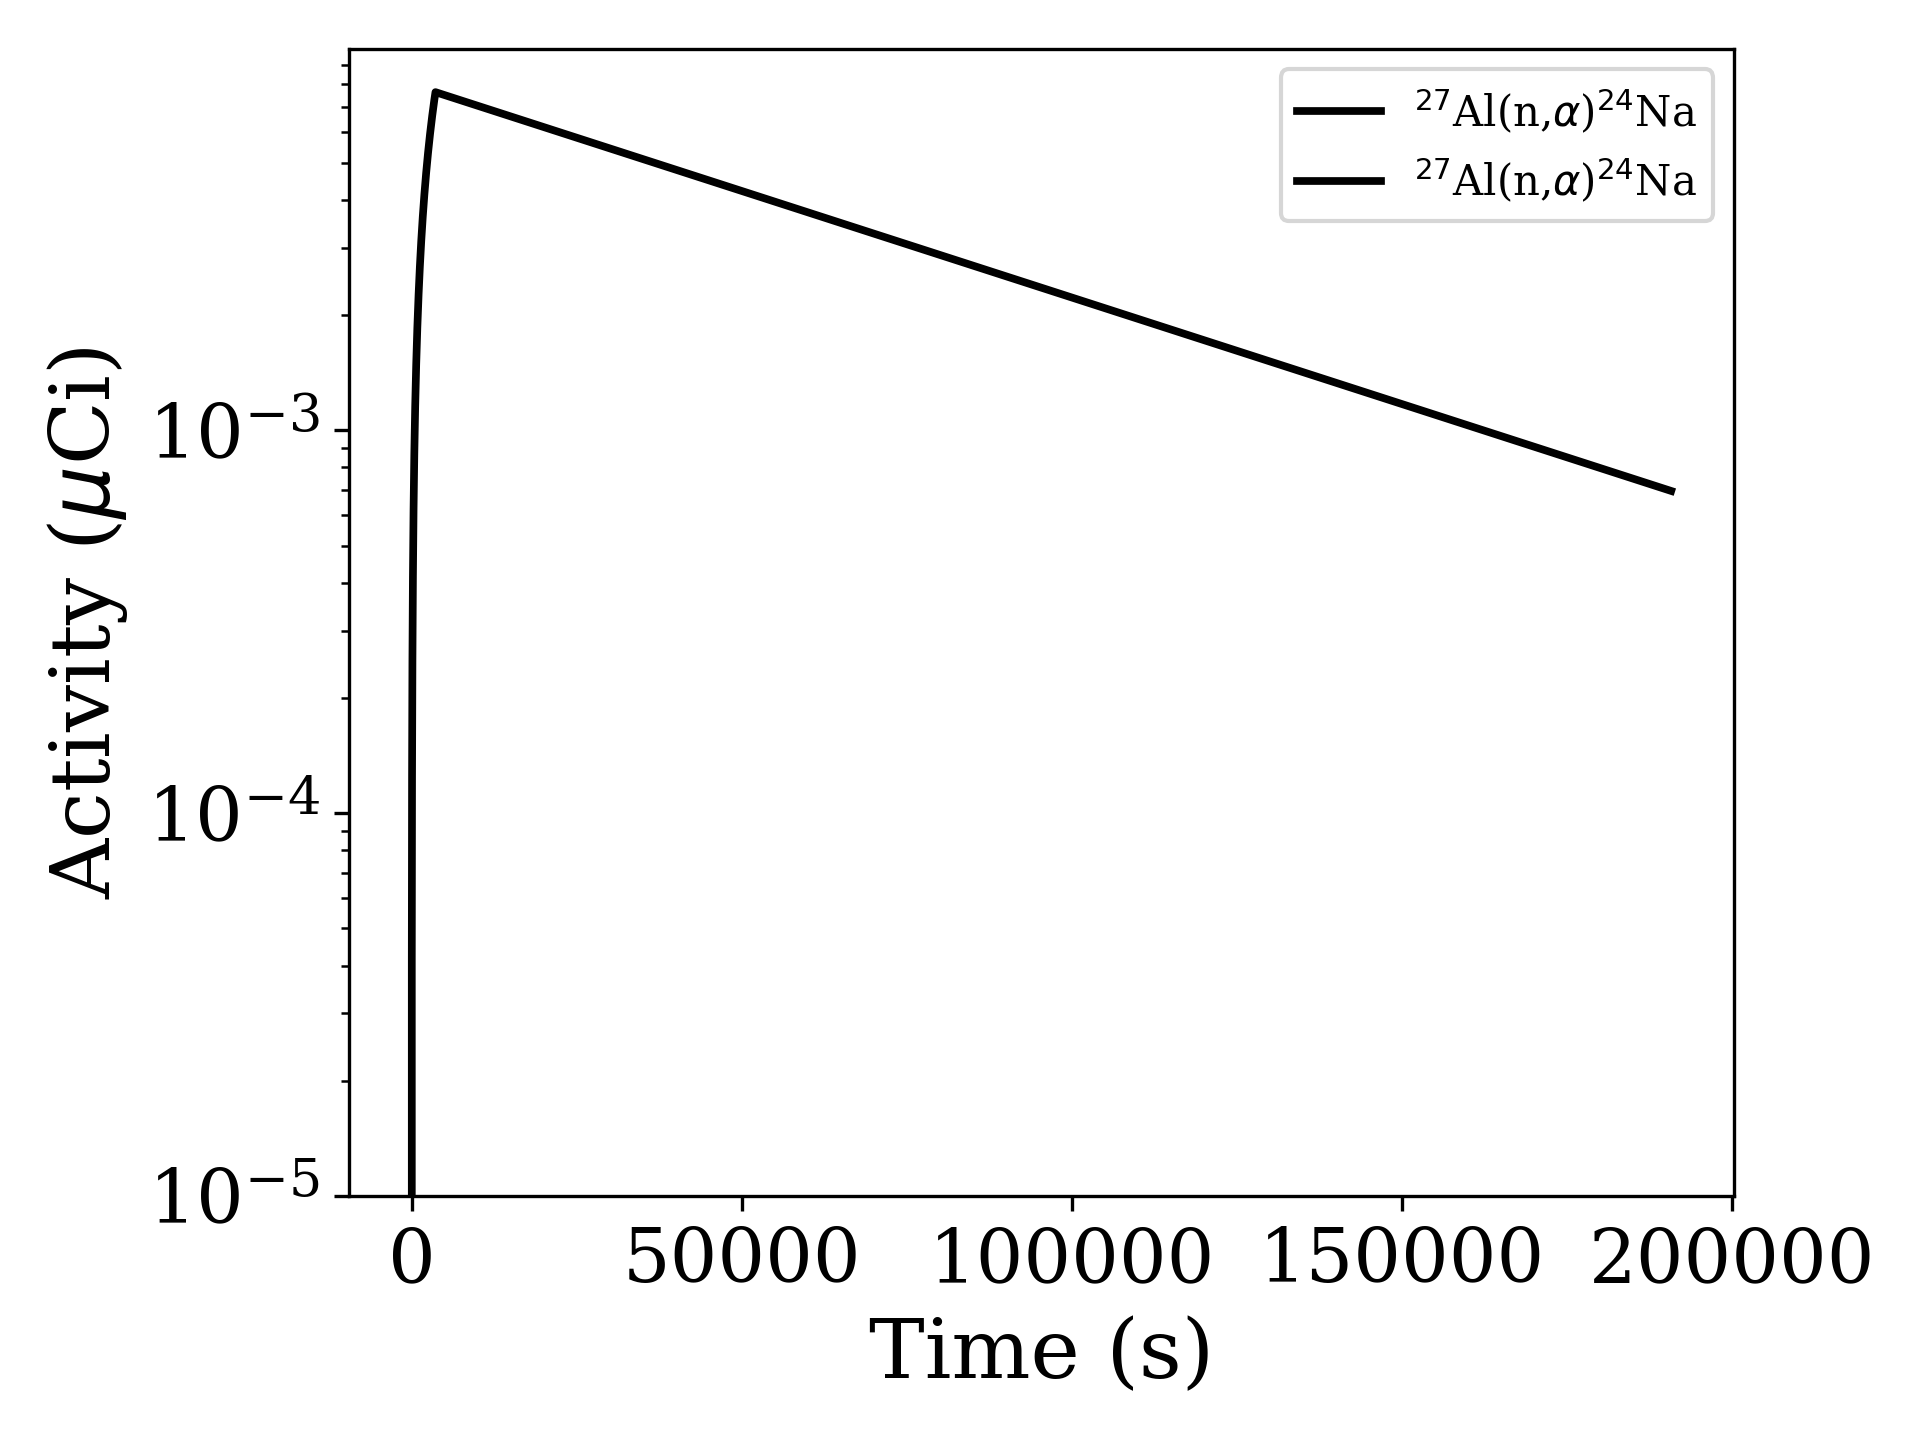 ²⁷Al(n,α)²⁴Na
²⁷Al(n,α)²⁴Na
Activity (μCi)
10⁻³
10⁻⁴
10⁻⁵
0 50000 100000 150000 200000
Time (s)